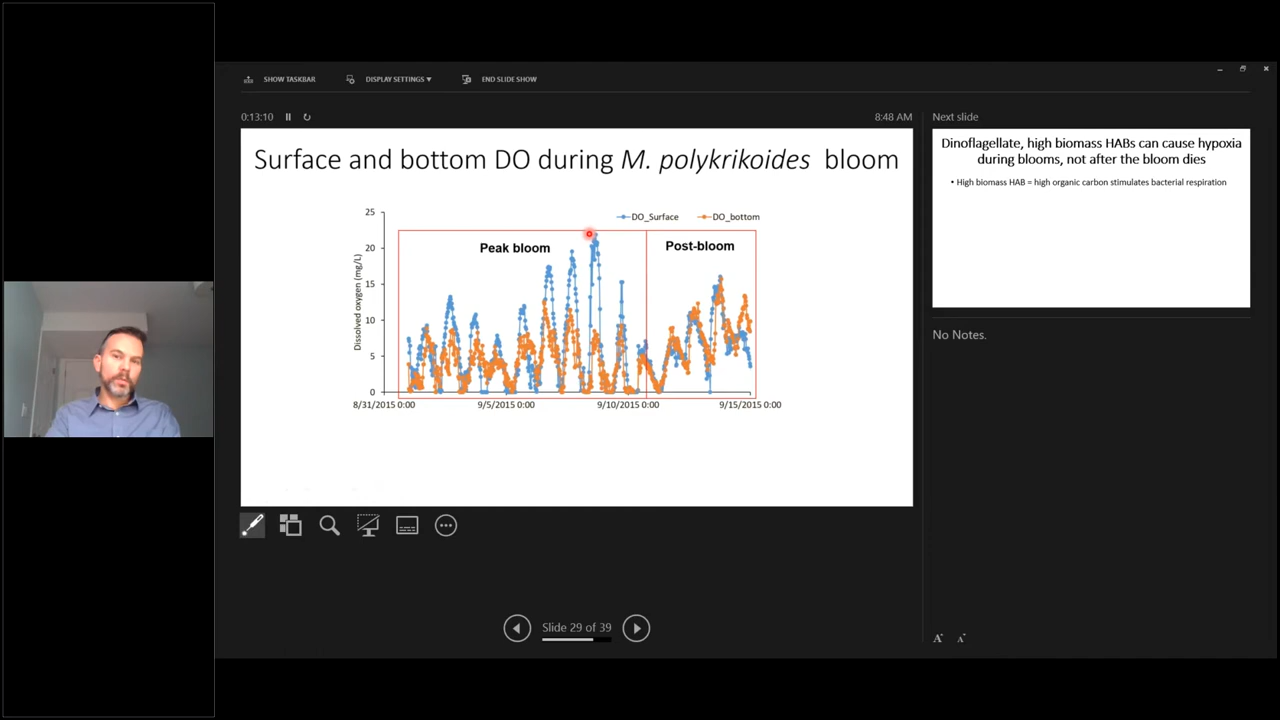 SHOW TASKBAR
DISPLAY SETTINGS ▾
END SLIDE SHOW
0:13:10
8:48 AM
Surface and bottom DO during M. polykrikoides bloom
DO_Surface
DO_bottom
Peak bloom
Post-bloom
Dissolved oxygen (mg/L)
25
20
15
10
5
0
8/31/2015 0:00
9/5/2015 0:00
9/10/2015 0:00
9/15/2015 0:00
Slide 29 of 39
Next slide
Dinoflagellate, high biomass HABs can cause hypoxia
during blooms, not after the bloom dies
• High biomass HAB = high organic carbon stimulates bacterial respiration
No Notes.
A
A